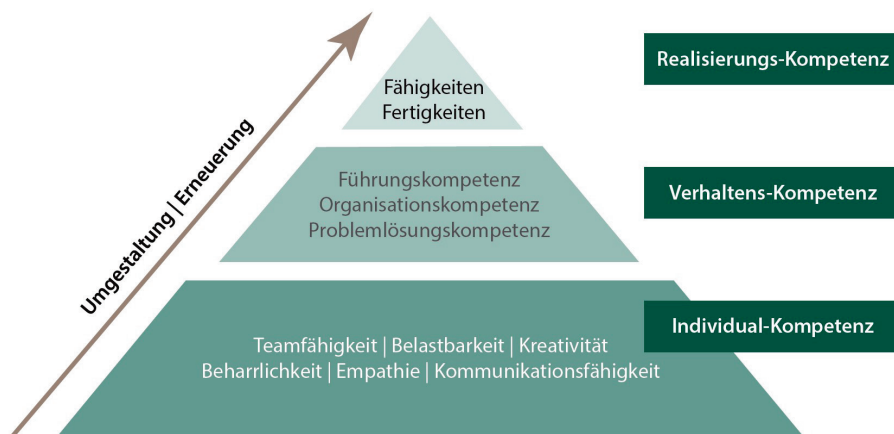 Fähigkeiten
Fertigkeiten
Realisierungs-Kompetenz
Umgestaltung | Erneuerung
Führungskompetenz
Organisationskompetenz
Problemlösungskompetenz
Verhaltens-Kompetenz
Teamfähigkeit | Belastbarkeit | Kreativität
Beharrlichkeit | Empathie | Kommunikationsfähigkeit
Individual-Kompetenz